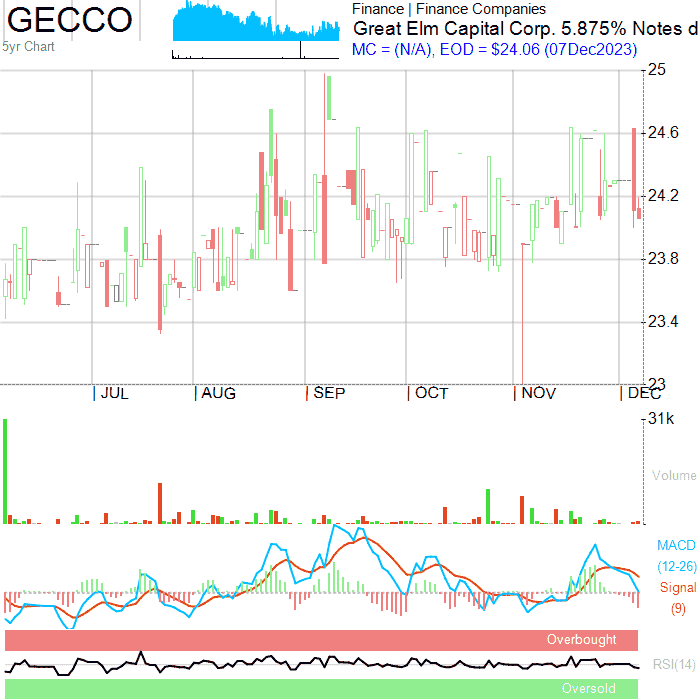 GECCO
5yr Chart
Finance | Finance Companies
Great Elm Capital Corp. 5.875% Notes d
MC = (N/A), EOD = $24.06 (07Dec2023)
25
24.6
24.2
23.8
23.4
23
JUL AUG SEP OCT NOV DEC
31k
Volume
MACD
(12-26)
Signal
(9)
Overbought
RSI(14)
Oversold